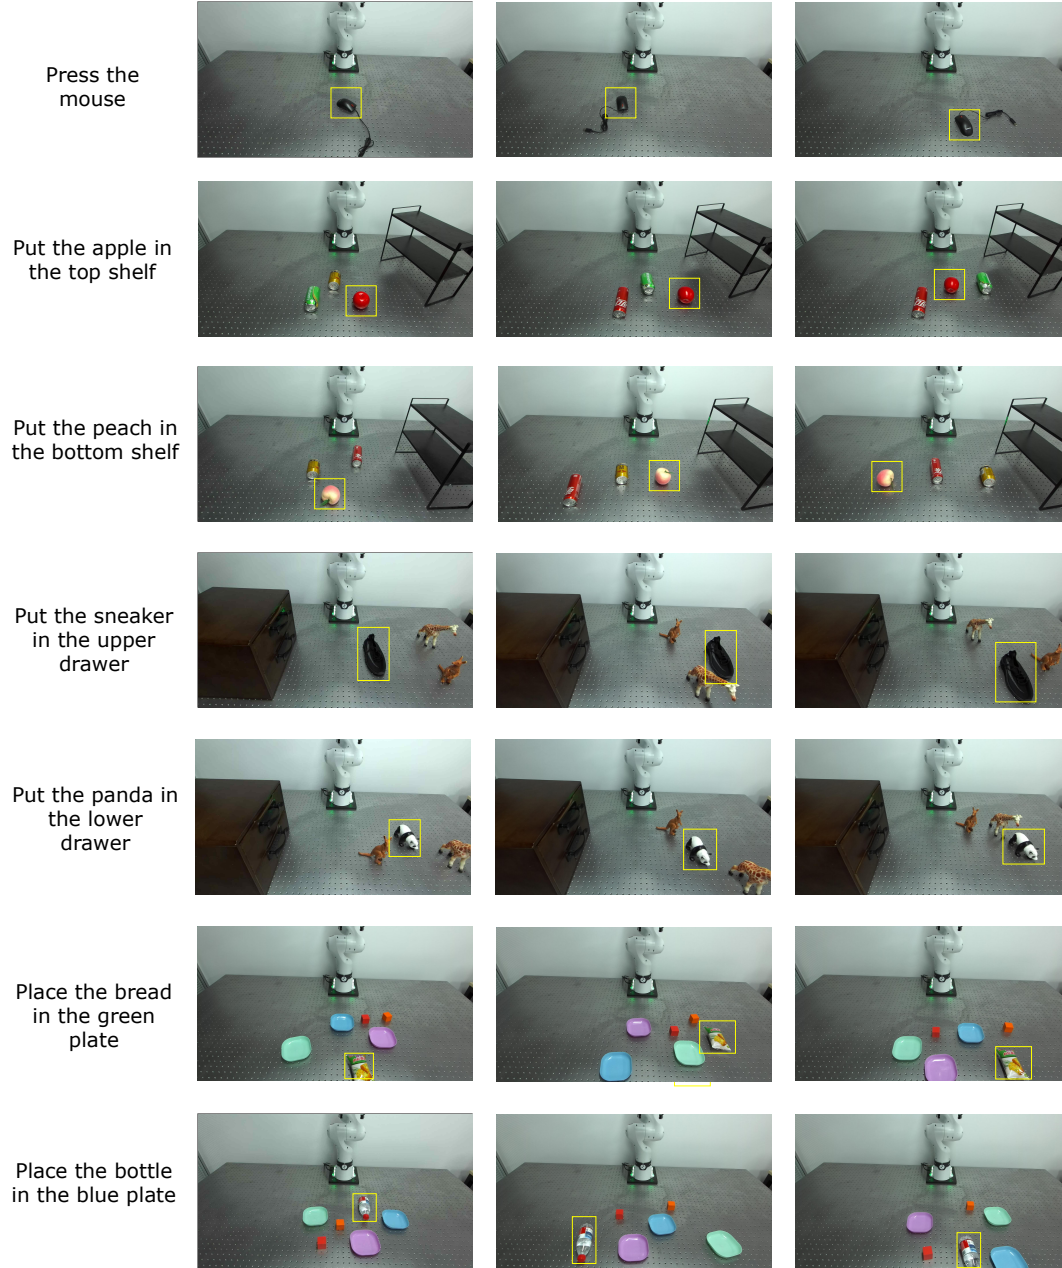 Press the
mouse
Put the apple in
the top shelf
Put the peach in
the bottom shelf
Put the sneaker
in the upper
drawer
Put the panda in
the lower
drawer
Place the bread
in the green
plate
Place the bottle
in the blue plate